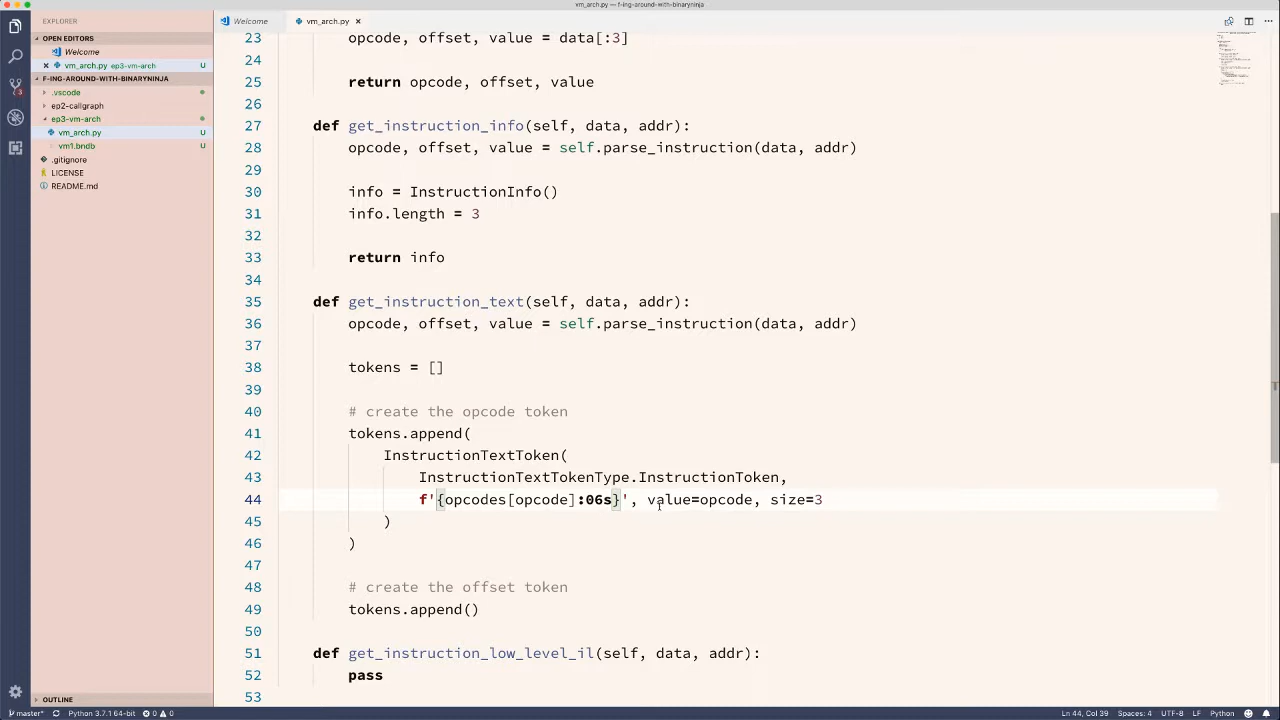 vm_arch.py — f-ing-around-with-binaryninja
EXPLORER
OPEN EDITORS
Welcome
vm_arch.py ep3-vm-arch U
F-ING-AROUND-WITH-BINARYNINJA
.vscode
ep2-callgraph
ep3-vm-arch
vm_arch.py U
vm1.bndb U
.gitignore
LICENSE
README.md
OUTLINE
3
Welcome
vm_arch.py
23 opcode, offset, value = data[:3]
24
25 return opcode, offset, value
26
27 def get_instruction_info(self, data, addr):
28 opcode, offset, value = self.parse_instruction(data, addr)
29
30 info = InstructionInfo()
31 info.length = 3
32
33 return info
34
35 def get_instruction_text(self, data, addr):
36 opcode, offset, value = self.parse_instruction(data, addr)
37
38 tokens = []
39
40 # create the opcode token
41 tokens.append(
42 InstructionTextToken(
43 InstructionTextTokenType.InstructionToken,
44 f'{opcodes[opcode]:06s}', value=opcode, size=3
45 )
46 )
47
48 # create the offset token
49 tokens.append()
50
51 def get_instruction_low_level_il(self, data, addr):
52 pass
53
master* Python 3.7.1 64-bit 0 0 Ln 44, Col 39 Spaces: 4 UTF-8 LF Python